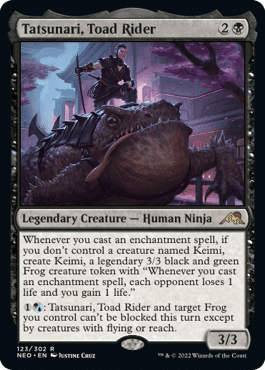 Tatsunari, Toad Rider 2
Legendary Creature — Human Ninja
Whenever you cast an enchantment spell, if
you don't control a creature named Keimi,
create Keimi, a legendary 3/3 black and green
Frog creature token with “Whenever you cast
an enchantment spell, each opponent loses 1
life and you gain 1 life.”
1 : Tatsunari, Toad Rider and target Frog
you control can't be blocked this turn except
by creatures with flying or reach.
3/3
123/302 R
NEO • EN Justine Cruz
™ & © 2022 Wizards of the Coast